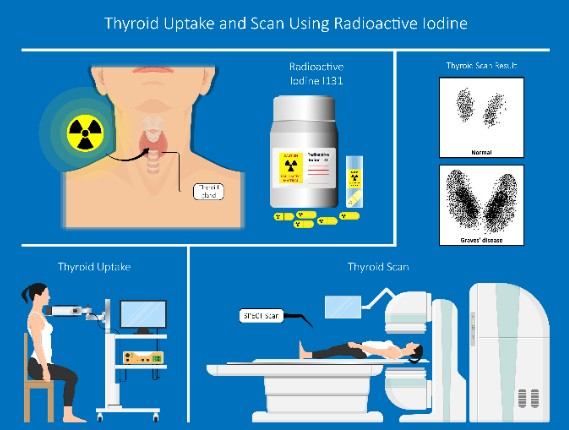 Thyroid Uptake and Scan Using Radioactive Iodine
Radioactive
Iodine I131
Thyroid
gland
Thyroid Scan Result
Normal
Graves' disease
Thyroid Uptake
Thyroid Scan
SPECT Scan